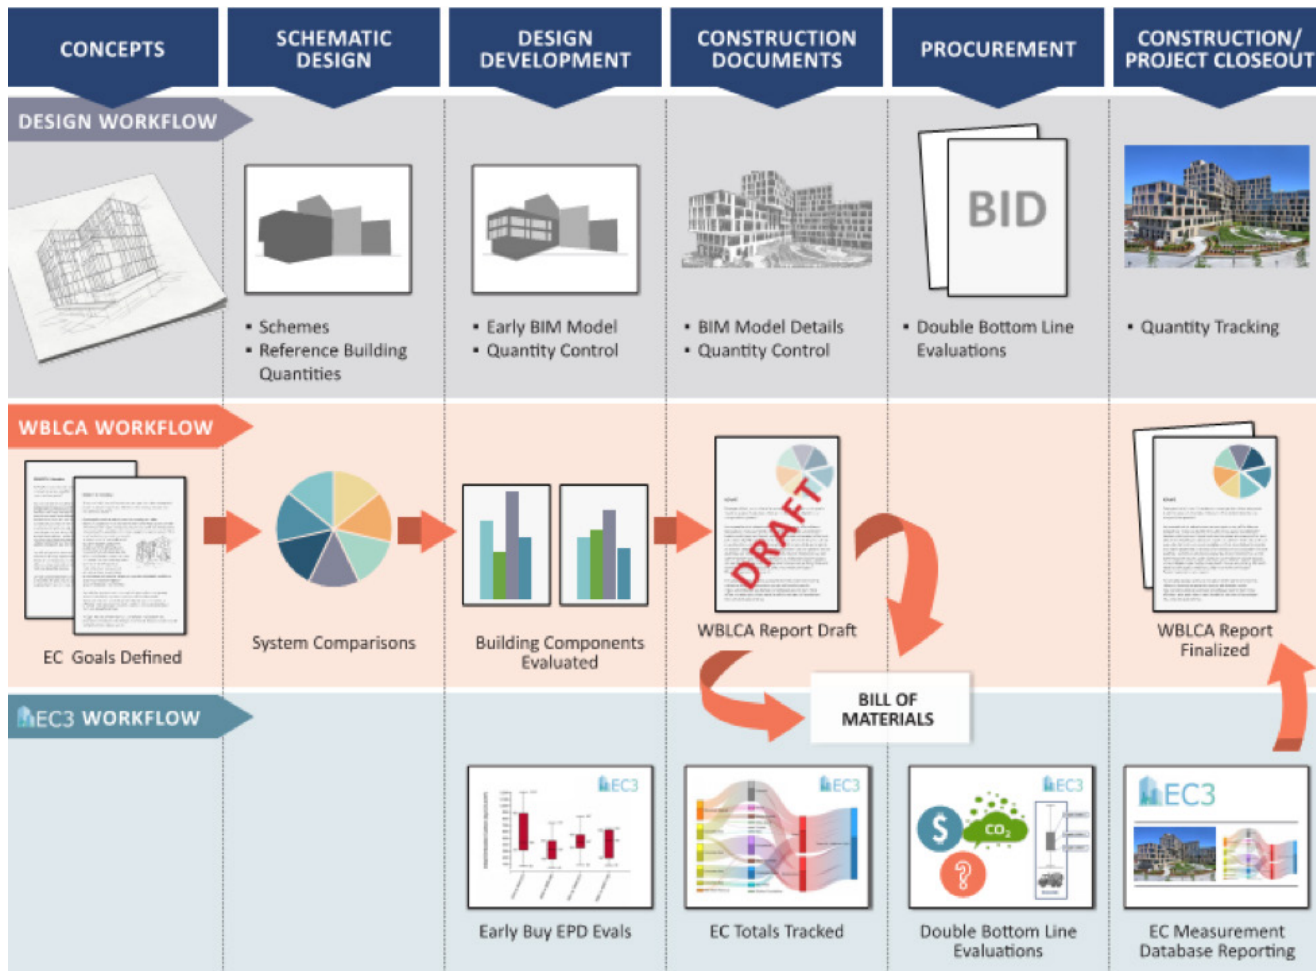 CONCEPTS
SCHEMATIC
DESIGN
DESIGN
DEVELOPMENT
CONSTRUCTION
DOCUMENTS
PROCUREMENT
CONSTRUCTION/
PROJECT CLOSEOUT
DESIGN WORKFLOW
BID
▪ Schemes
▪ Reference Building
Quantities
▪ Early BIM Model
▪ Quantity Control
▪ BIM Model Details
▪ Quantity Control
▪ Double Bottom Line
Evaluations
▪ Quantity Tracking
WBLCA WORKFLOW
DRAFT
EC Goals Defined
System Comparisons
Building Components
Evaluated
WBLCA Report Draft
WBLCA Report
Finalized
BILL OF
MATERIALS
EC3 WORKFLOW
EC3
EC3
EC3
$
CO2
?
EC3
Early Buy EPD Evals
EC Totals Tracked
Double Bottom Line
Evaluations
EC Measurement
Database Reporting